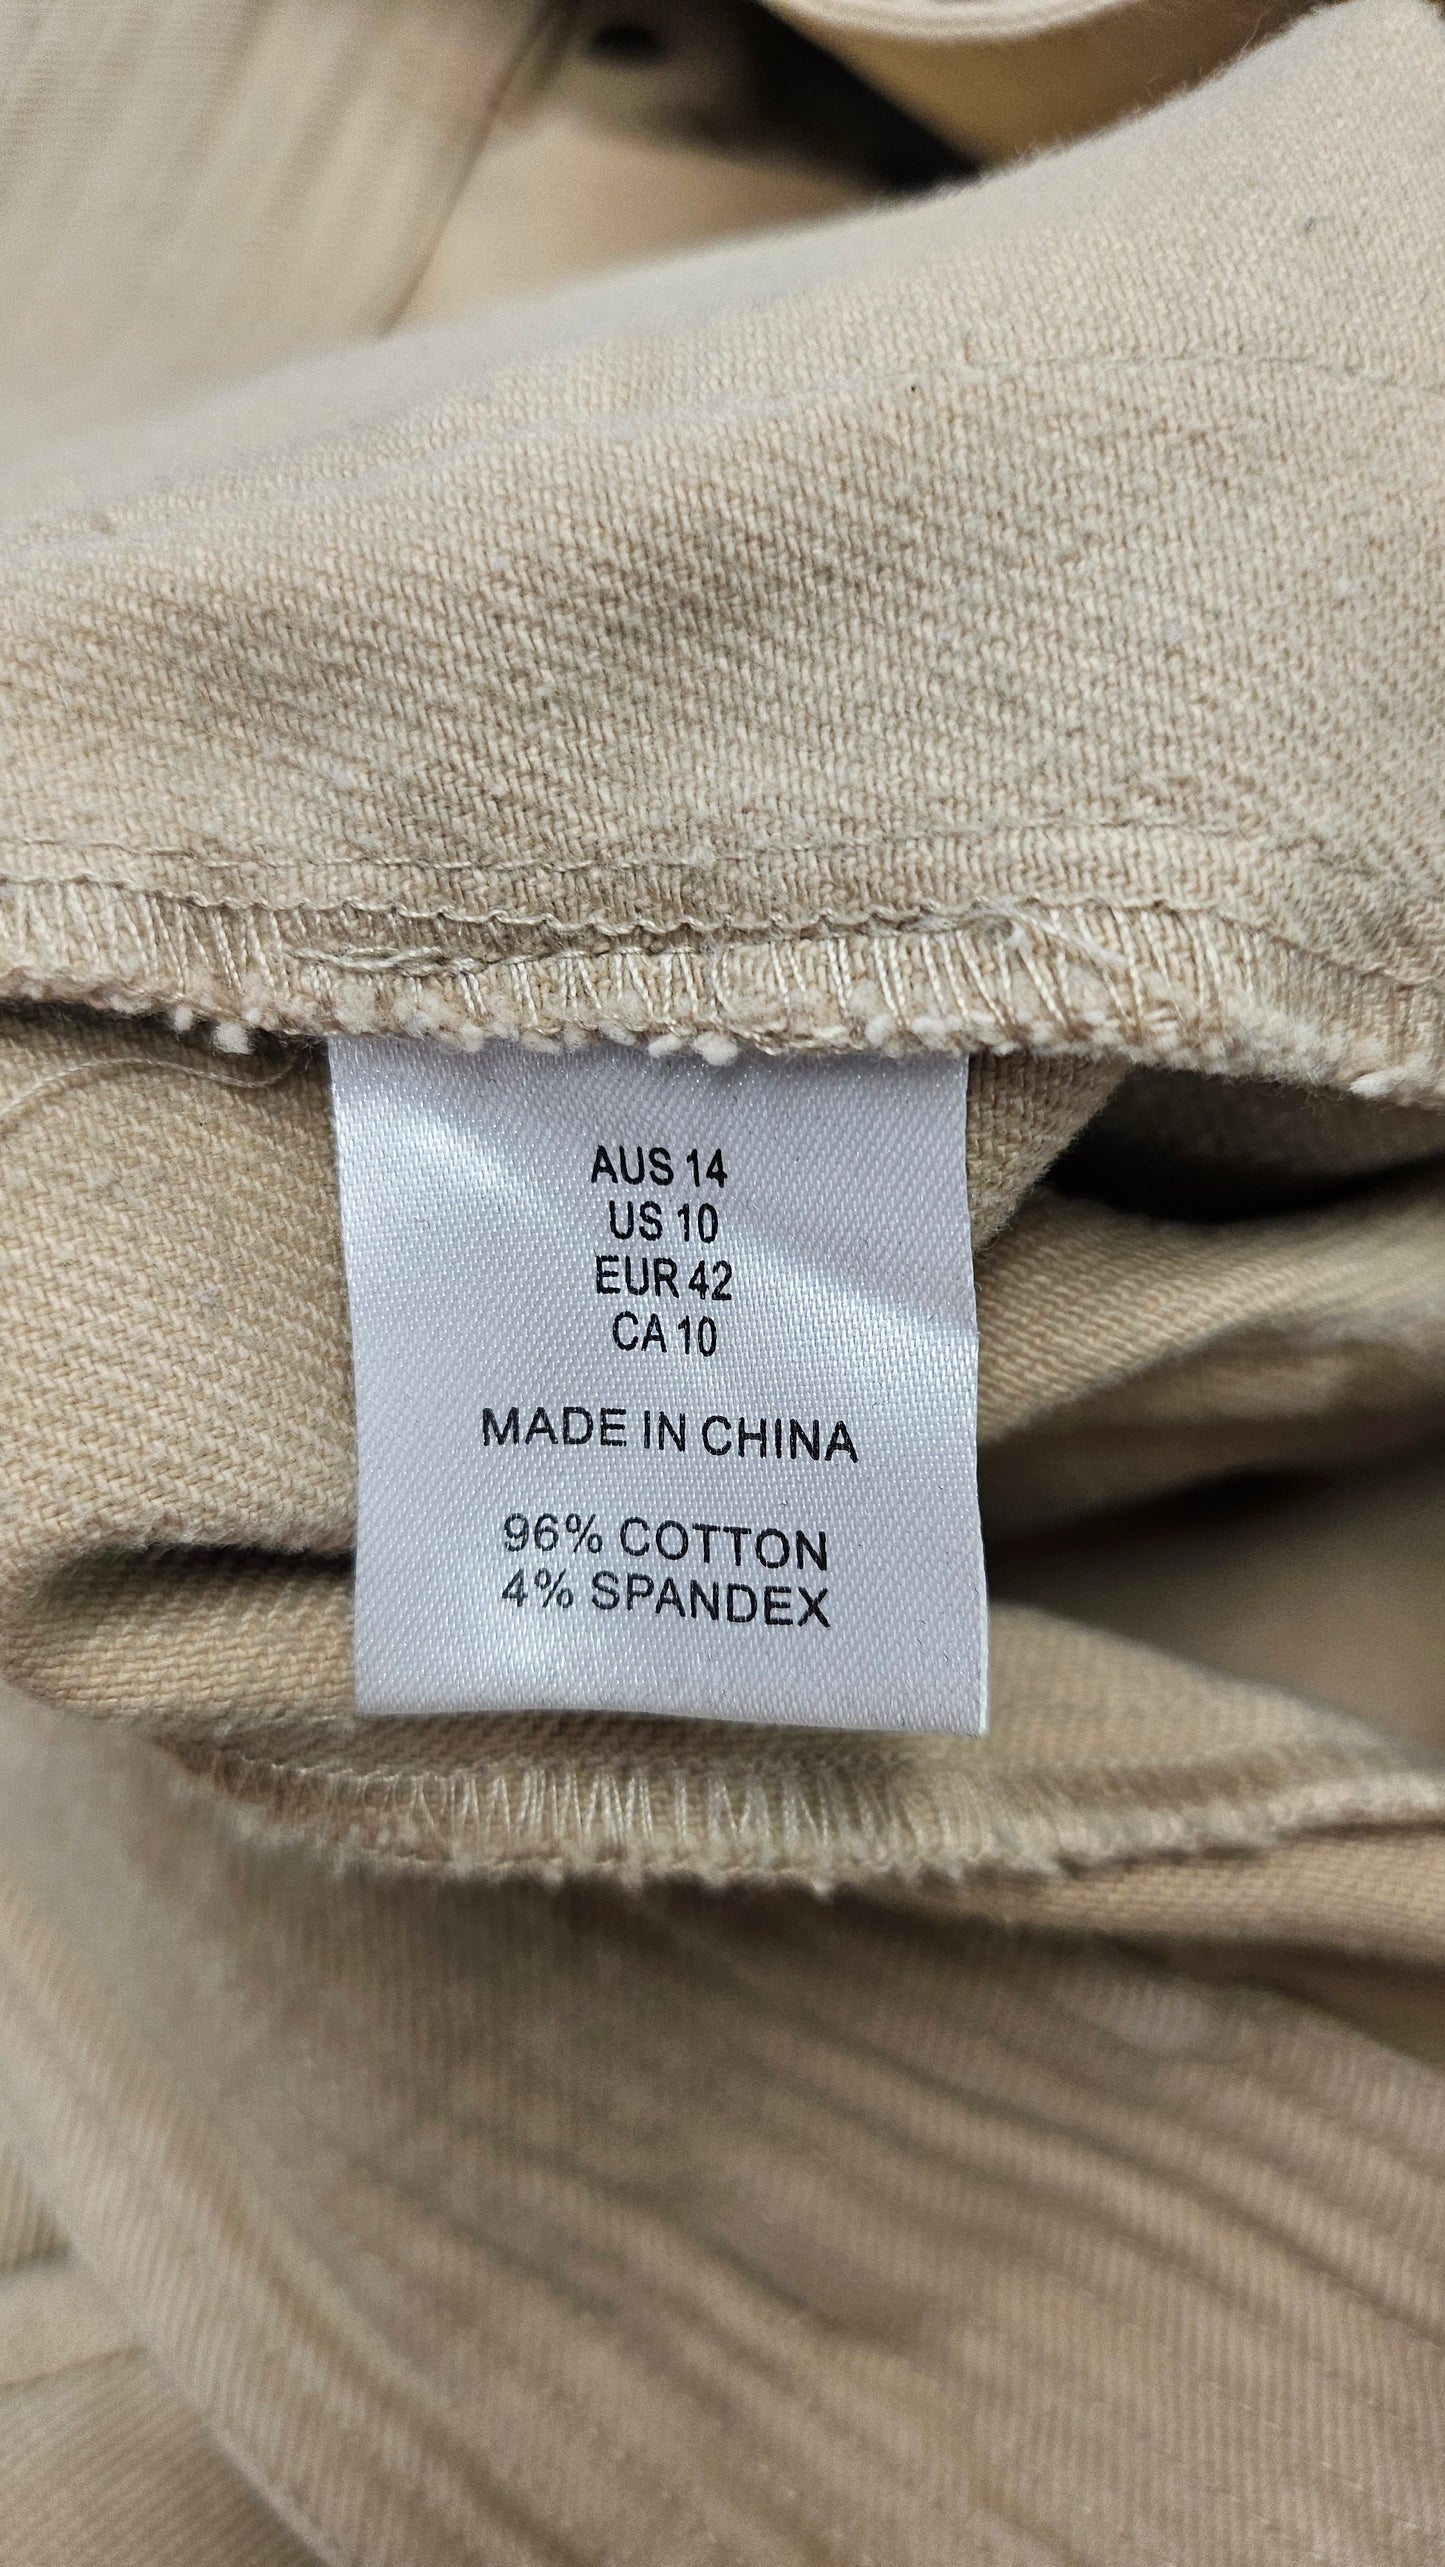 AUS 14
US 10
EUR 42
CA 10
MADE IN CHINA
96% COTTON
4% SPANDEX